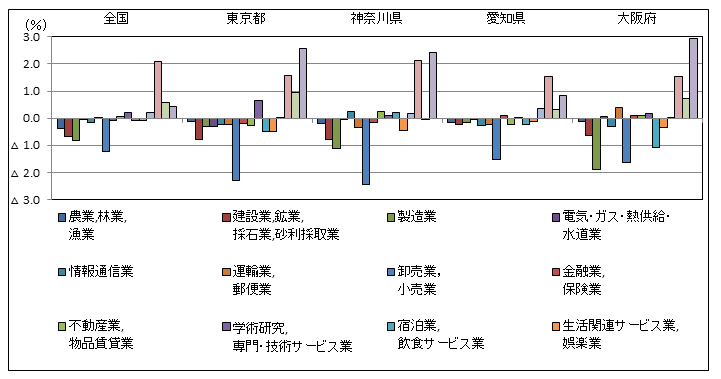 (%)
全国
東京都
神奈川県
愛知県
大阪府
3.0
2.0
1.0
0.0
△ 1.0
△ 2.0
△ 3.0
農業,林業,
漁業
建設業,鉱業,
採石業,砂利採取業
製造業
電気・ガス・熱供給・
水道業
情報通信業
運輸業,
郵便業
卸売業,
小売業
金融業,
保険業
不動産業,
物品賃貸業
学術研究,
専門・技術サービス業
宿泊業,
飲食サービス業
生活関連サービス業,
娯楽業